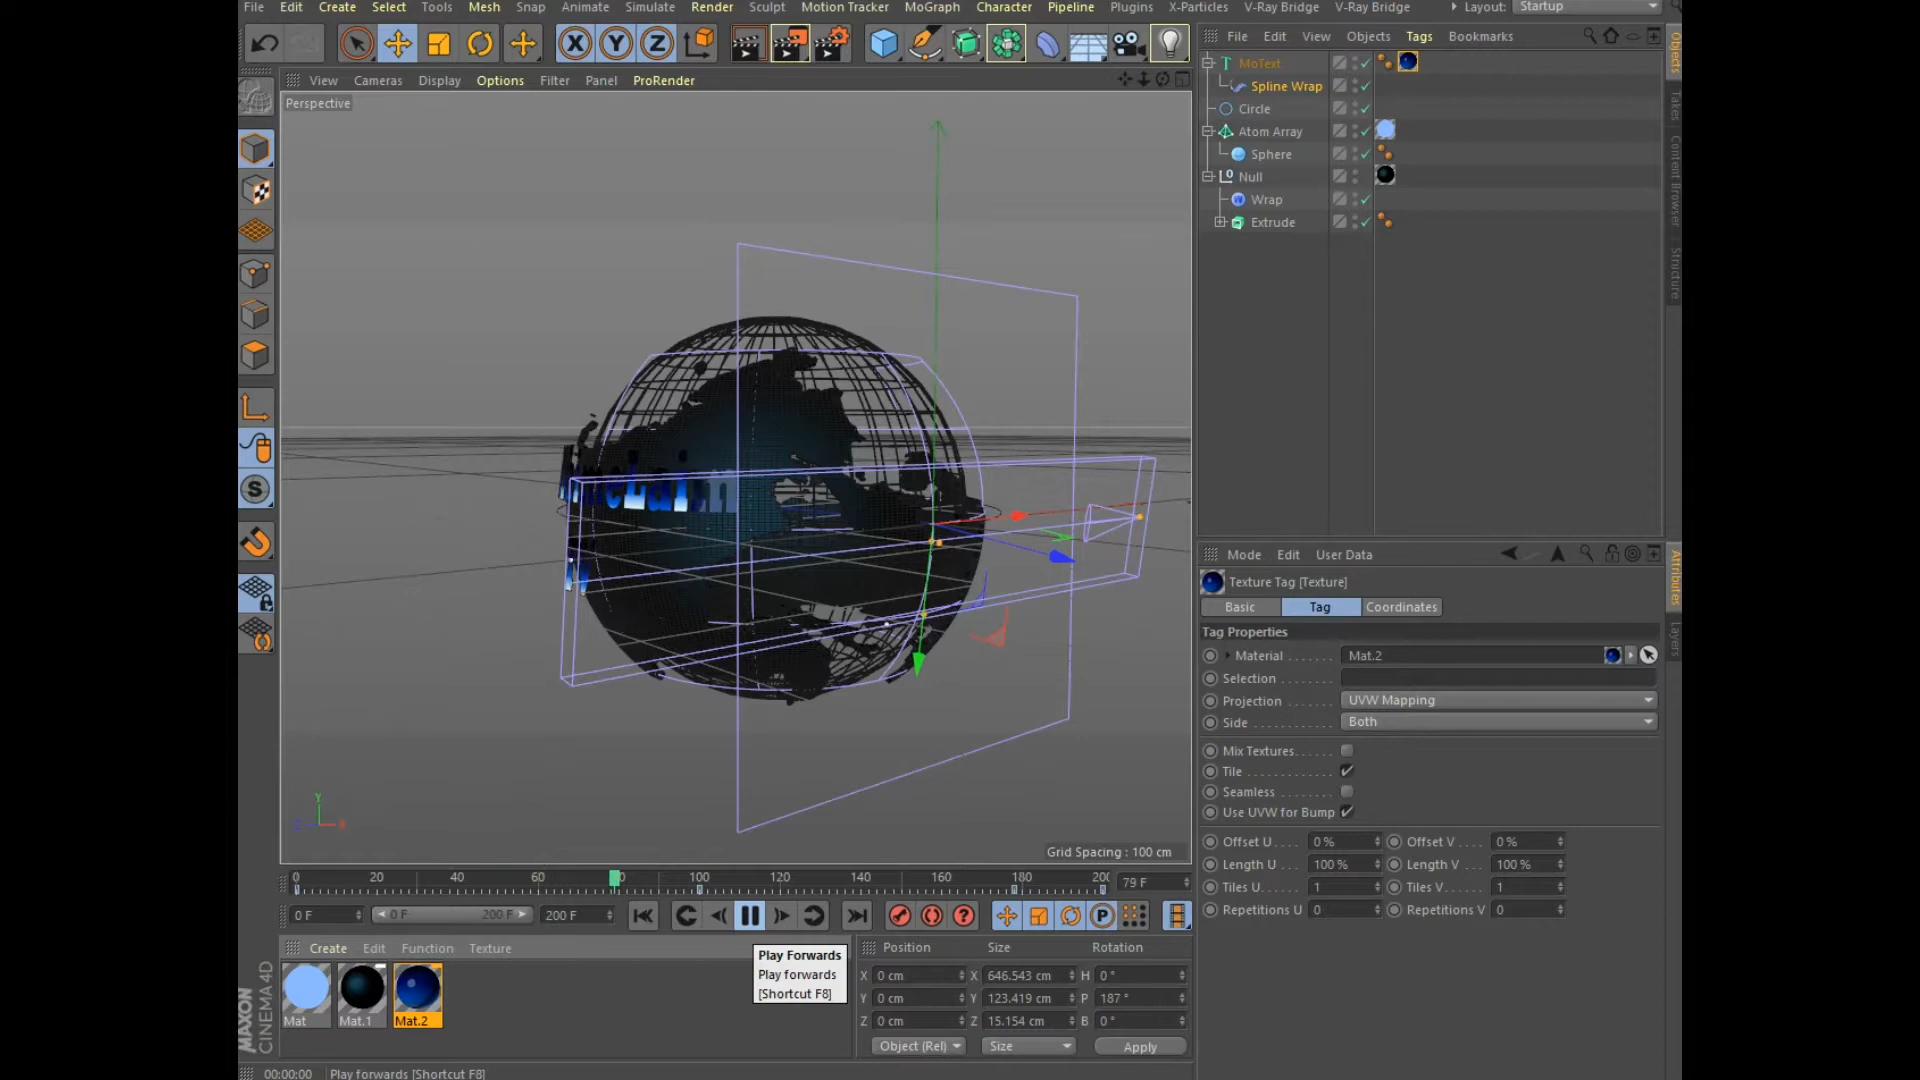 File Edit Create Select Tools Mesh Snap Animate Simulate Render Sculpt Motion Tracker MoGraph Character Pipeline Plugins X-Particles V-Ray Bridge V-Ray Bridge Layout: Startup
File Edit View Objects Tags Bookmarks
View Cameras Display Options Filter Panel ProRender
Perspective
MoText
Spline Wrap
Circle
Atom Array
Sphere
Null
Wrap
Extrude
Objects
Takes
Content Browser
Structure
Grid Spacing : 100 cm
Mode Edit User Data
Texture Tag [Texture]
Basic Tag Coordinates
Tag Properties
Material Mat.2
Selection
Projection UVW Mapping
Side Both
Mix Textures
Tile
Seamless
Use UVW for Bump
Offset U 0 % Offset V 0 %
Length U 100 % Length V 100 %
Tiles U 1 Tiles V 1
Repetitions U 0 Repetitions V 0
Attributes
Layers
0 20 40 60 100 120 140 160 180 79 F
0 F 0 F 200 F 200 F
Create Edit Function Texture
Mat Mat.1 Mat.2
Play Forwards
Play forwards
[Shortcut F8]
Position Size Rotation
X 0 cm X 646.543 cm H 0 °
Y 0 cm Y 123.419 cm P 187 °
Z 0 cm Z 15.154 cm B 0 °
Object (Rel) Size Apply
MAXON
CINEMA 4D
00:00:00 Play forwards [Shortcut F8]